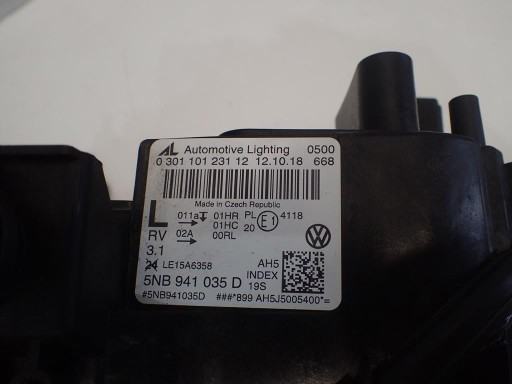 AL Automotive Lighting 0500
0 301 101 231 12 12.10.18 668
Made in Czech Republic
L 011a 01HR PL E1 4118
01HC 20
RV 02A 00RL
3.1
24 LE15A6358 AH5
5NB 941 035 D INDEX 19S
#5NB941035D ###*899 AH5J5005400*=